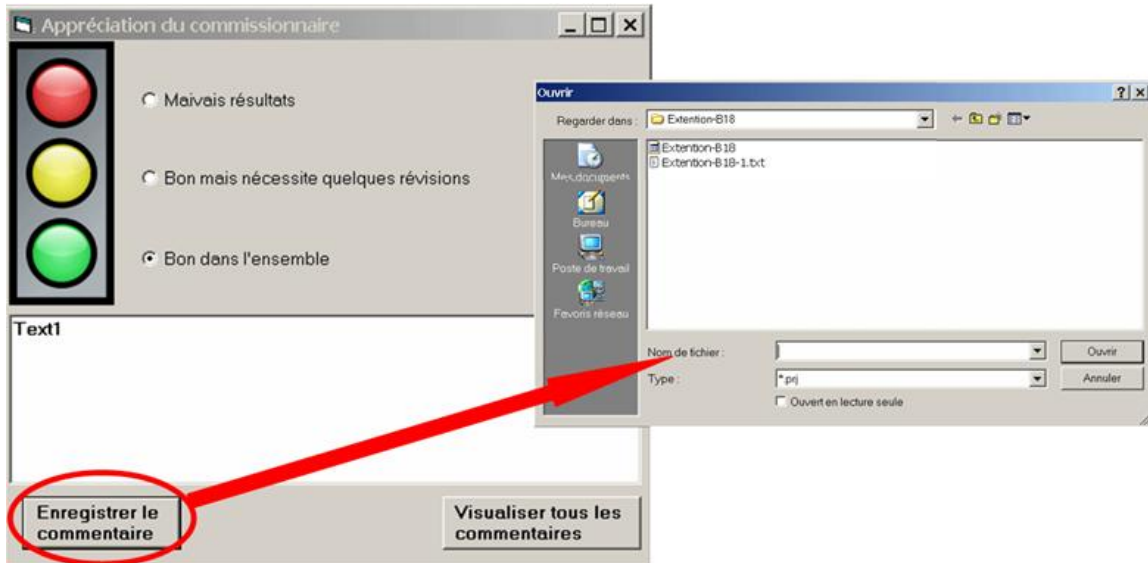 Appréciation du commissionnaire
Maivais résultats
Bon mais nécessite quelques révisions
Bon dans l'ensemble
Text1
Enregistrer le
commentaire
Visualiser tous les
commentaires
Ouvrir
Regarder dans :
Extention-B18
Extention-B18
Extention-B18-1.txt
Mes documents
Bureau
Poste de travail
Favoris réseau
Nom de fichier :
Ouvrir
Type :
*.prj
Annuler
Ouvert en lecture seule